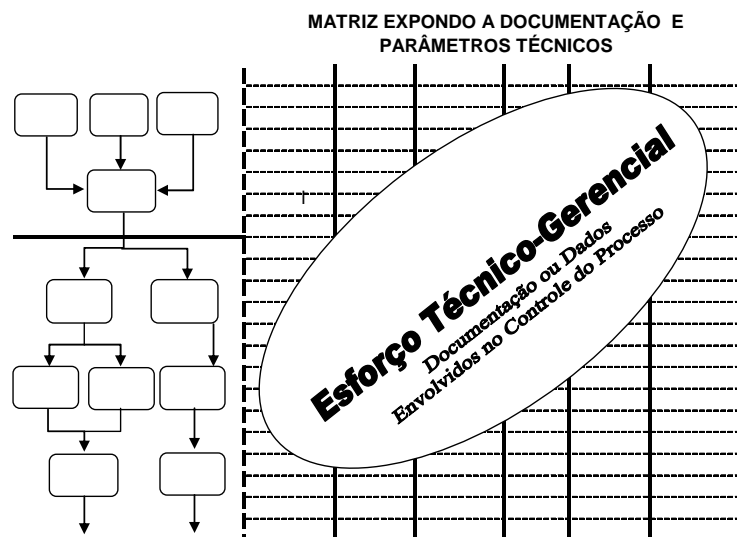 MATRIZ EXPONDO A DOCUMENTAÇÃO E
PARÂMETROS TÉCNICOS
Esforço Técnico-Gerencial
Documentação ou Dados
Envolvidos no Controle do Processo